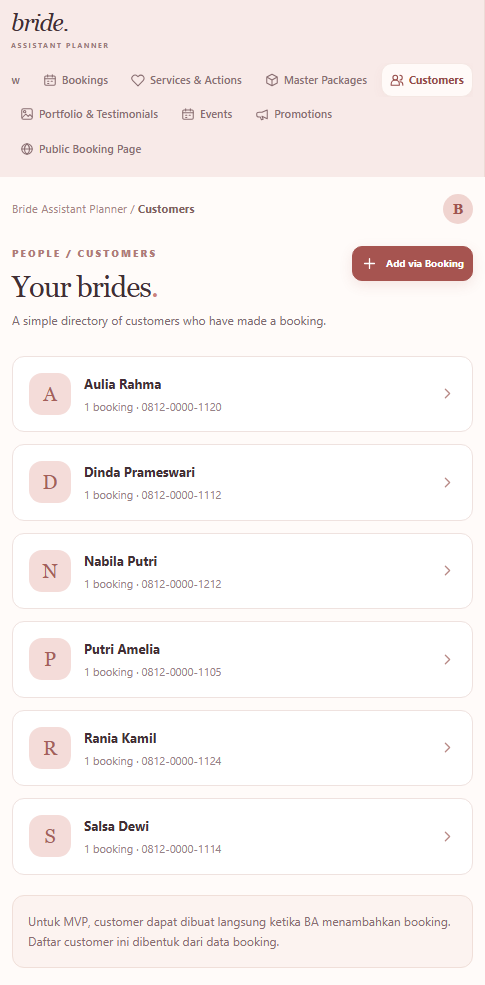 bride.
ASSISTANT PLANNER
w Bookings Services & Actions Master Packages Customers
Portfolio & Testimonials Events Promotions
Public Booking Page
Bride Assistant Planner / Customers B
PEOPLE / CUSTOMERS
Add via Booking
Your brides.
A simple directory of customers who have made a booking.
A Aulia Rahma
1 booking · 0812-0000-1120
D Dinda Prameswari
1 booking · 0812-0000-1112
N Nabila Putri
1 booking · 0812-0000-1212
P Putri Amelia
1 booking · 0812-0000-1105
R Rania Kamil
1 booking · 0812-0000-1124
S Salsa Dewi
1 booking · 0812-0000-1114
Untuk MVP, customer dapat dibuat langsung ketika BA menambahkan booking.
Daftar customer ini dibentuk dari data booking.